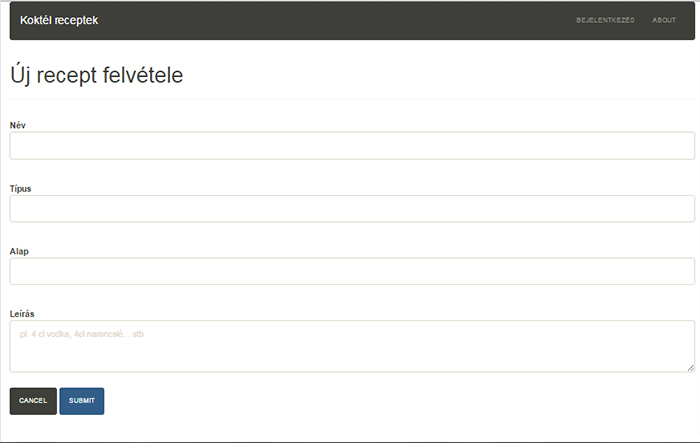 Koktél receptek BEJELENTKEZÉS ABOUT
Új recept felvétele
Név
Típus
Alap
Leírás
pl. 4 cl vodka, 4cl narancslé... stb
CANCEL SUBMIT